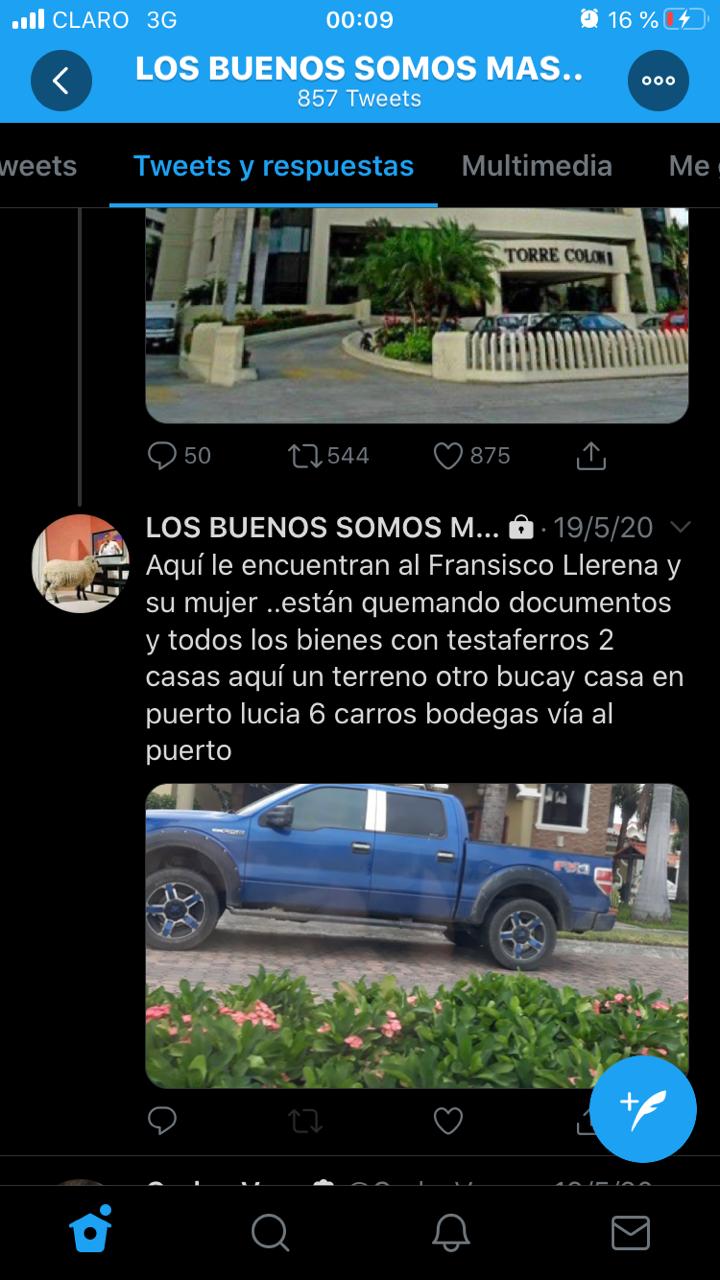 CLARO 3G 00:09 16 %
LOS BUENOS SOMOS MAS..
857 Tweets
weets Tweets y respuestas Multimedia Me
TORRE COLON
50 544 875
LOS BUENOS SOMOS M... · 19/5/20
Aquí le encuentran al Fransisco Llerena y
su mujer ..están quemando documentos
y todos los bienes con testaferros 2
casas aquí un terreno otro bucay casa en
puerto lucia 6 carros bodegas vía al
puerto
FX4